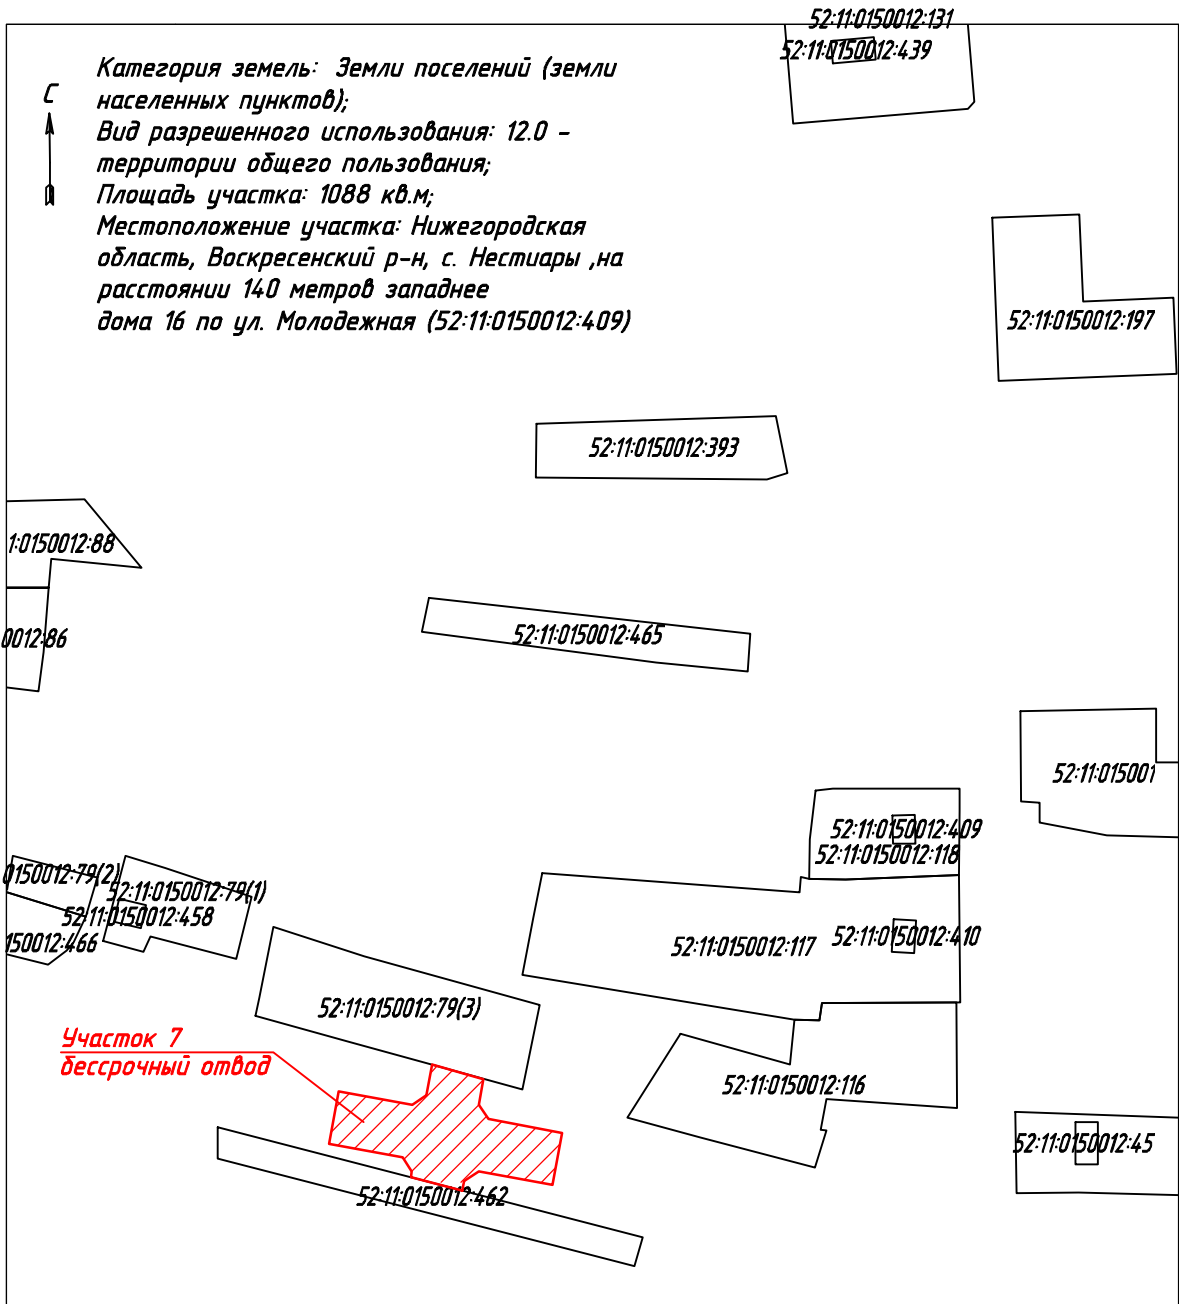 52:11:0150012:131
52:11:0150012:439
С
Категория земель: Земли поселений (земли
населенных пунктов);
Вид разрешенного использования: 12.0 -
территории общего пользования;
Площадь участка: 1088 кв.м;
Местоположение участка: Нижегородская
область, Воскресенский р-н, с. Нестиары ,на
расстоянии 140 метров западнее
дома 16 по ул. Молодежная (52:11:0150012:409)
52:11:0150012:197
52:11:0150012:393
1:0150012:88
0012:86
52:11:0150012:465
52:11:015001
52:11:0150012:409
52:11:0150012:118
0150012:79(2)
52:11:0150012:79(1)
52:11:0150012:458
150012:466
52:11:0150012:117
52:11:0150012:410
52:11:0150012:79(3)
Участок 7
бессрочный отвод
52:11:0150012:116
52:11:0150012:45
52:11:0150012:462